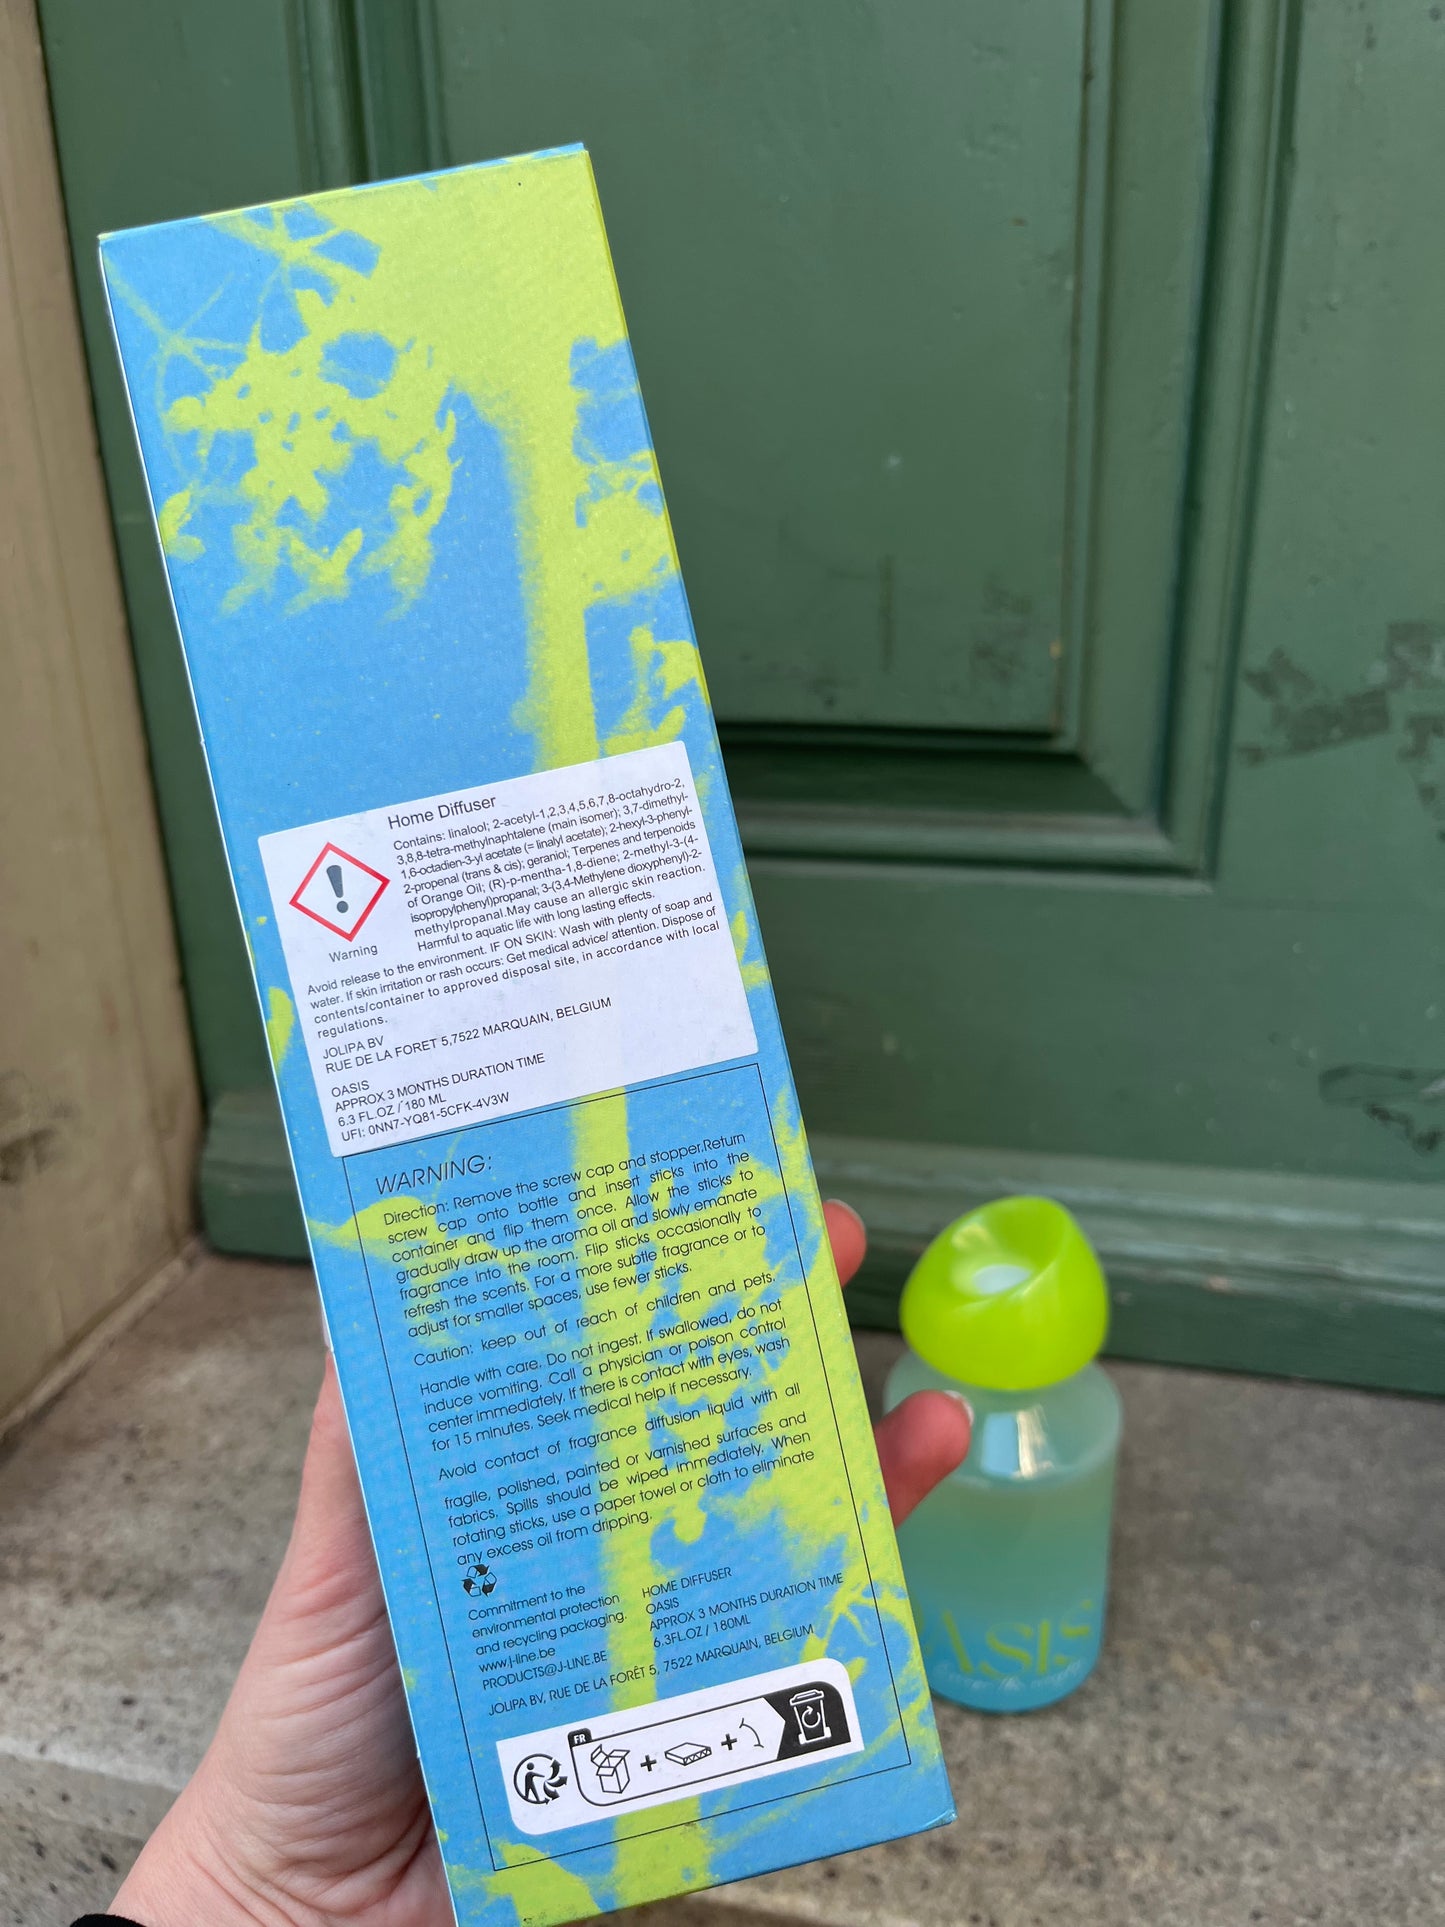 Home Diffuser
Contains: linalool; 2-acetyl-1,2,3,4,5,6,7,8-octahydro-2,
3,8,8-tetra-methylnaphtalene (main isomer); 3,7-dimethyl-
1,6-octadien-3-yl acetate (= linalyl acetate); 2-hexyl-3-phenyl-
2-propenal (trans & cis); geraniol; Terpenes and terpenoids
of Orange Oil; (R)-p-mentha-1,8-diene; 2-methyl-3-(4-
isopropylphenyl)propanal; 3-(3,4-Methylene dioxyphenyl)-2-
methylpropanal.May cause an allergic skin reaction.
Harmful to aquatic life with long lasting effects.
Warning
Avoid release to the environment. IF ON SKIN: Wash with plenty of soap and
water. If skin irritation or rash occurs: Get medical advice/ attention. Dispose of
contents/container to approved disposal site, in accordance with local
regulations.
JOLIPA BV
RUE DE LA FORET 5,7522 MARQUAIN, BELGIUM
OASIS
APPROX 3 MONTHS DURATION TIME
6.3 FL.OZ / 180 ML
UFI: 0NN7-YQ81-5CFK-4V3W
WARNING:
Direction: Remove the screw cap and stopper.Return
screw cap onto bottle and insert sticks into the
container and flip them once. Allow the sticks to
gradually draw up the aroma oil and slowly emanate
fragrance into the room. Flip sticks occasionally to
refresh the scents. For a more subtle fragrance or to
adjust for smaller spaces, use fewer sticks.
Caution: keep out of reach of children and pets.
Handle with care. Do not ingest. If swallowed, do not
induce vomiting. Call a physician or poison control
center immediately. If there is contact with eyes, wash
for 15 minutes. Seek medical help if necessary.
Avoid contact of fragrance diffusion liquid with all
fragile, polished, painted or varnished surfaces and
fabrics. Spills should be wiped immediately. When
rotating sticks, use a paper towel or cloth to eliminate
any excess oil from dripping.
Commitment to the
environmental protection
and recycling packaging.
www.j-line.be
PRODUCTS@J-LINE.BE
HOME DIFFUSER
OASIS
APPROX 3 MONTHS DURATION TIME
6.3FL.OZ / 180ML
JOLIPA BV, RUE DE LA FORÊT 5, 7522 MARQUAIN, BELGIUM
FR
OASIS